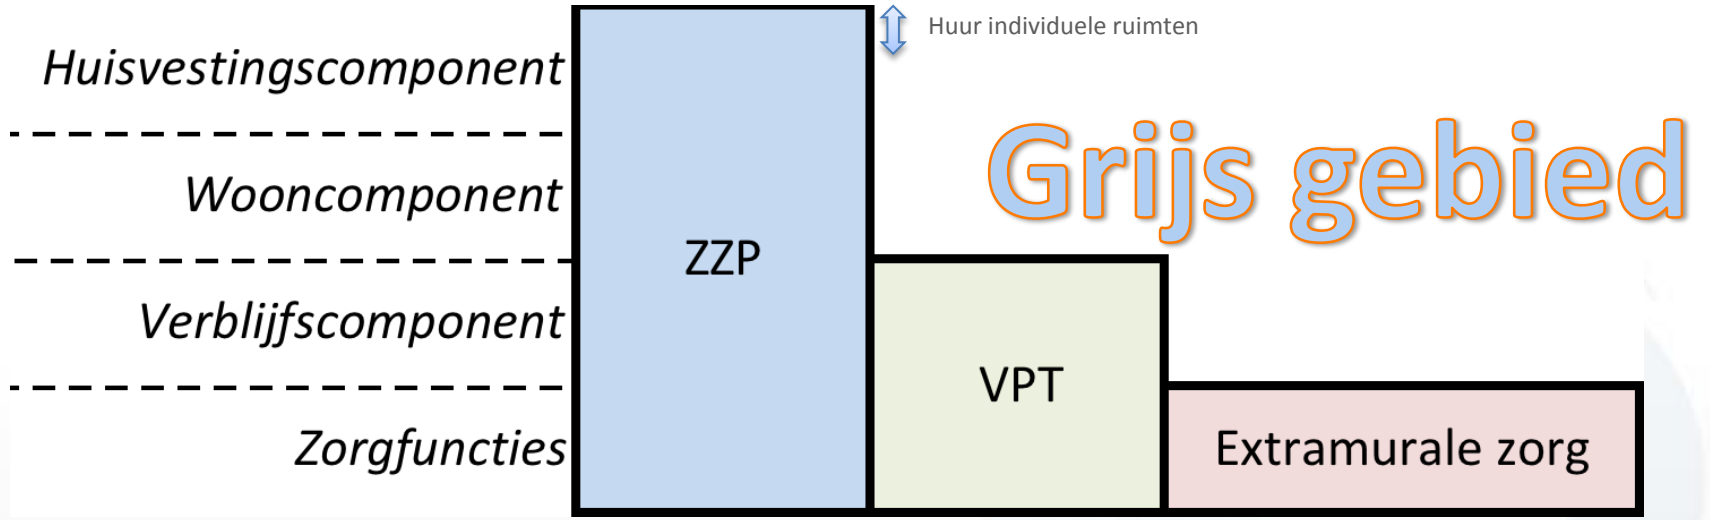 Huur individuele ruimten
Huisvestingscomponent
Grijs gebied
Wooncomponent
ZZP
Verblijfscomponent
VPT
Zorgfuncties
Extramurale zorg